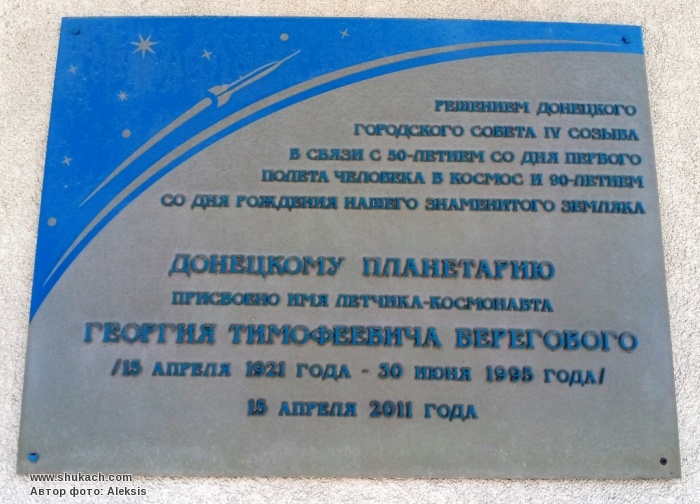 РЕШЕНИЕМ ДОНЕЦКОГО
ГОРОДСКОГО СОВЕТА IV СОЗЫВА
В СВЯЗИ С 50-ЛЕТИЕМ СО ДНЯ ПЕРВОГО
ПОЛЕТА ЧЕЛОВЕКА В КОСМОС И 90-ЛЕТИЕМ
СО ДНЯ РОЖДЕНИЯ НАШЕГО ЗНАМЕНИТОГО ЗЕМЛЯКА
ДОНЕЦКОМУ ПЛАНЕТАРИЮ
ПРИСВОЕНО ИМЯ ЛЕТЧИКА-КОСМОНАВТА
ГЕОРГИЯ ТИМОФЕЕВИЧА БЕРЕГОВОГО
/15 АПРЕЛЯ 1921 ГОДА - 30 ИЮНЯ 1995 ГОДА/
15 АПРЕЛЯ 2011 ГОДА
www.shukach.com
Автор фото: Aleksis